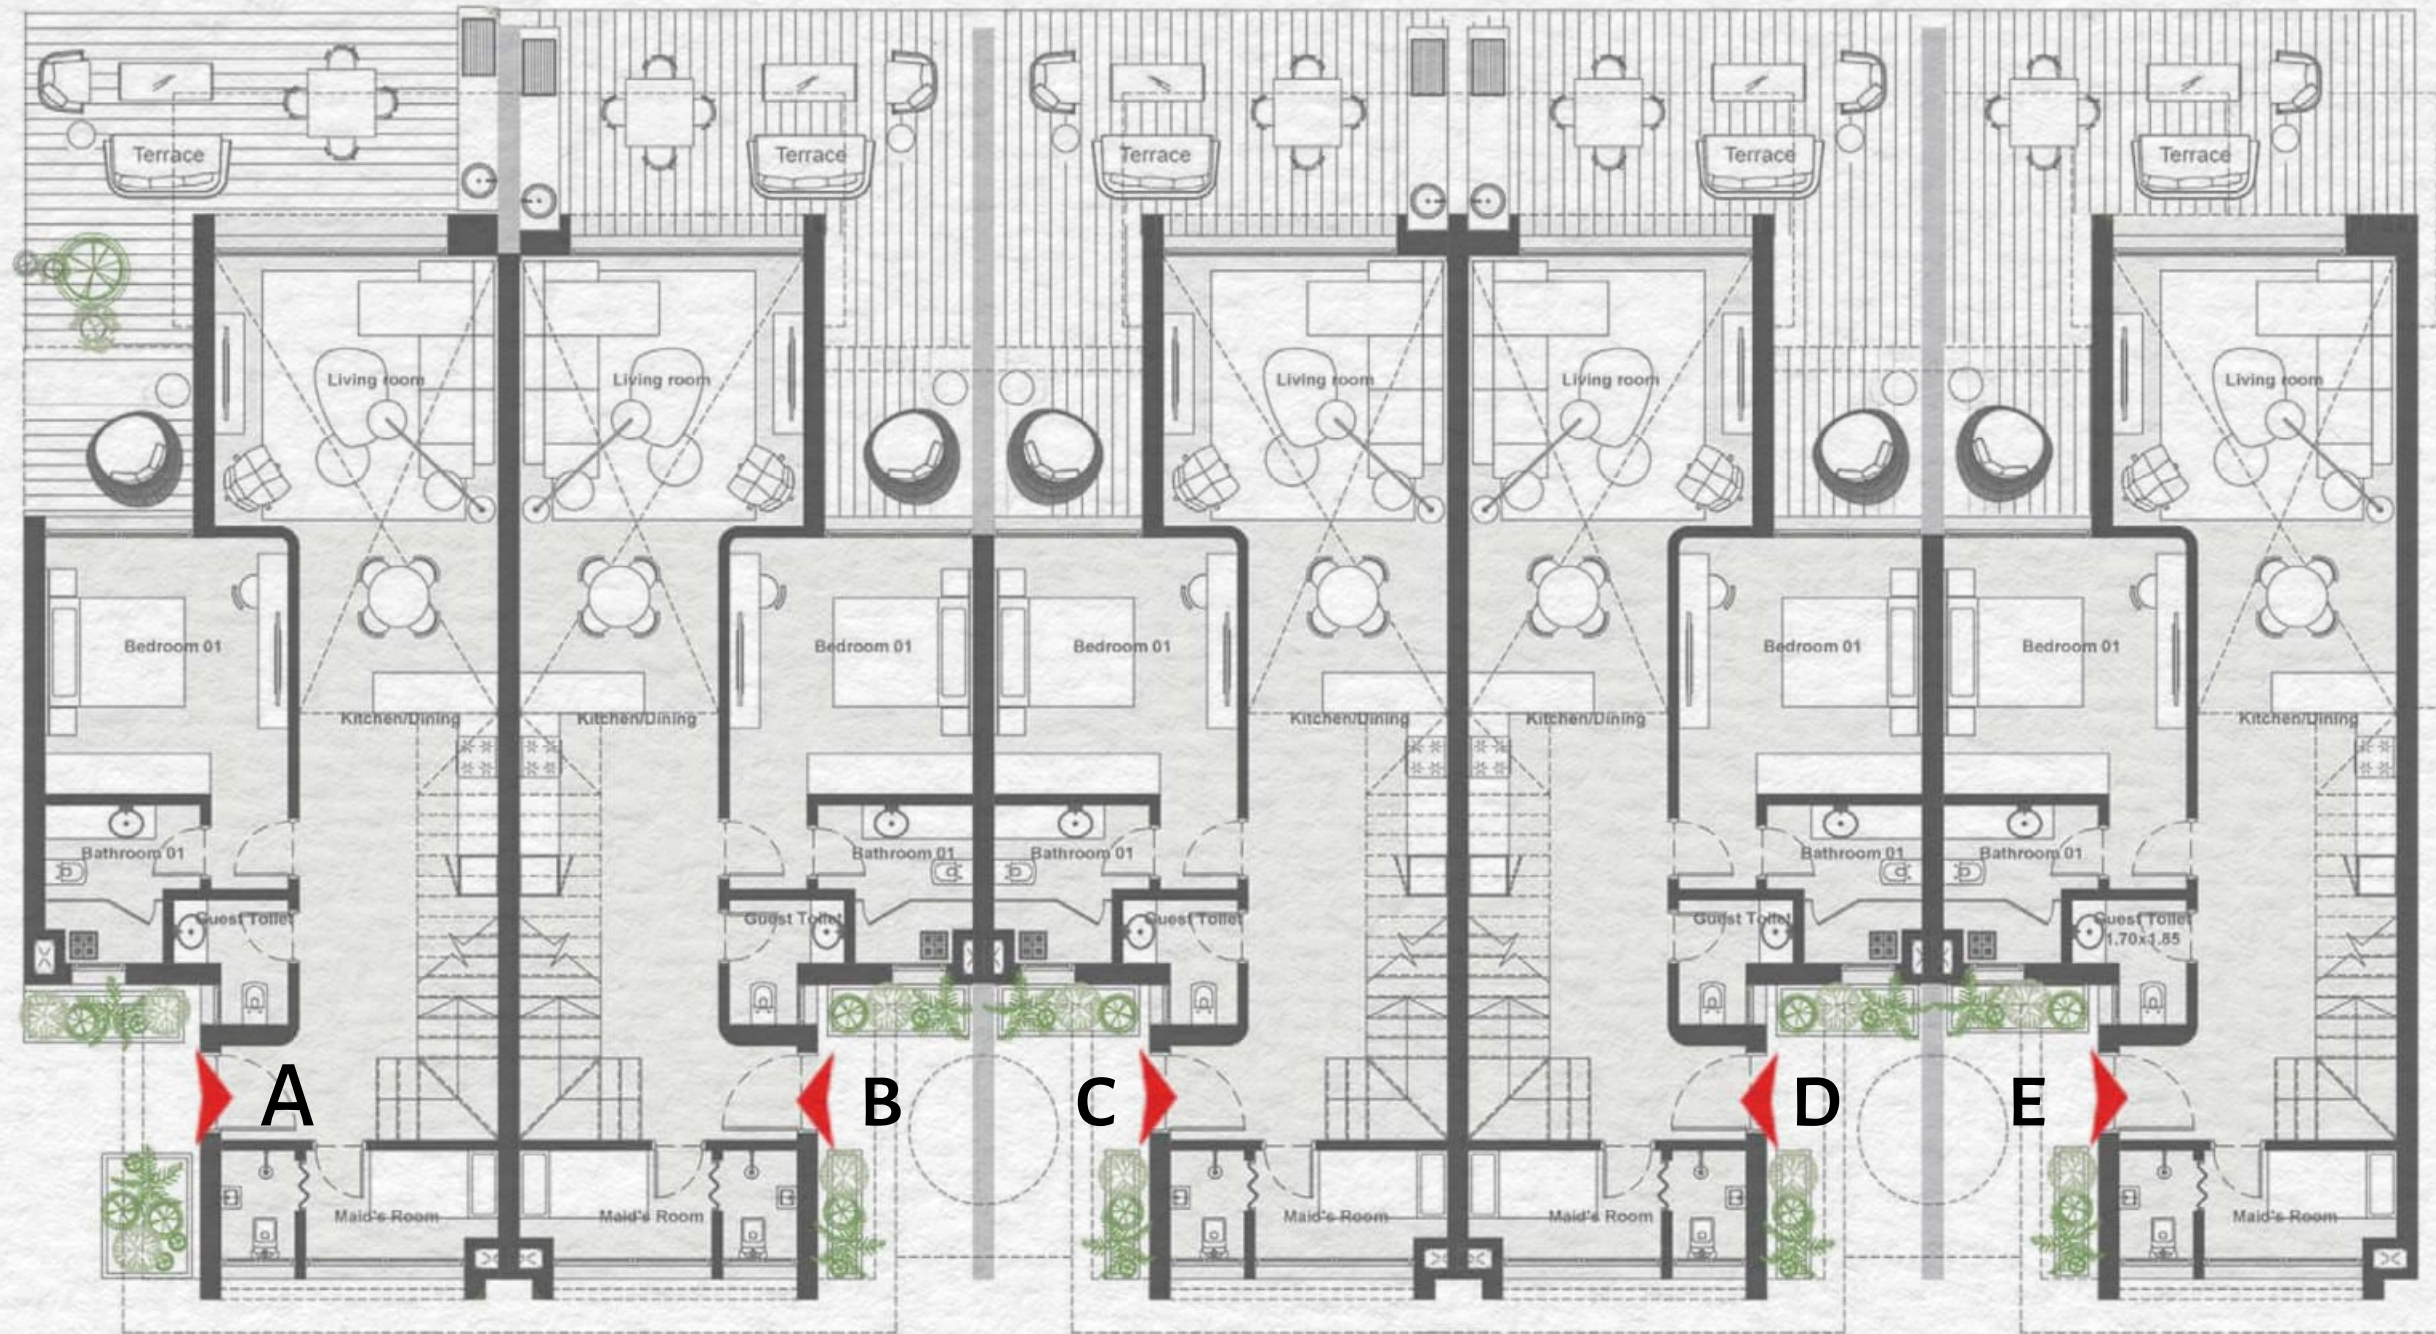 Terrace Terrace Terrace Terrace Terrace
Living room Living room Living room Living room Living room
Bedroom 01 Bedroom 01 Bedroom 01 Bedroom 01 Bedroom 01
Kitchen/Dining Kitchen/Dining Kitchen/Dining Kitchen/Dining Kitchen/Dining
Bathroom 01 Bathroom 01 Bathroom 01 Bathroom 01 Bathroom 01
Guest Toilet Guest Toilet Guest Toilet Guest Toilet Guest Toilet
1.70x1.85
A B C D E
Maid's Room Maid's Room Maid's Room Maid's Room Maid's Room